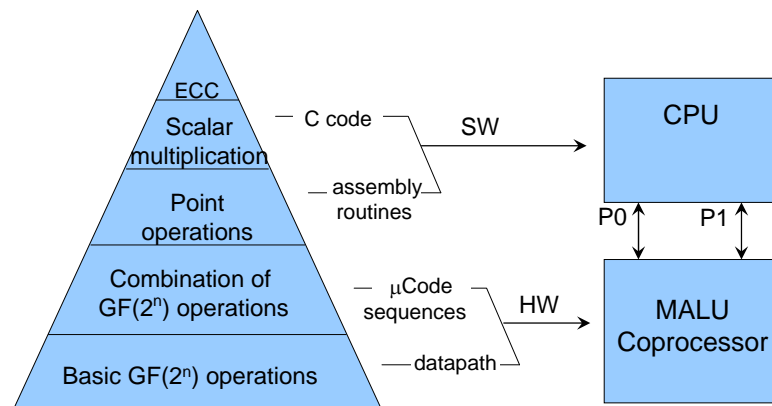 ECC
Scalar
multiplication
Point
operations
Combination of
GF(2ⁿ) operations
Basic GF(2ⁿ) operations
C code
assembly
routines
SW
μCode
sequences
datapath
HW
CPU
P0
P1
MALU
Coprocessor